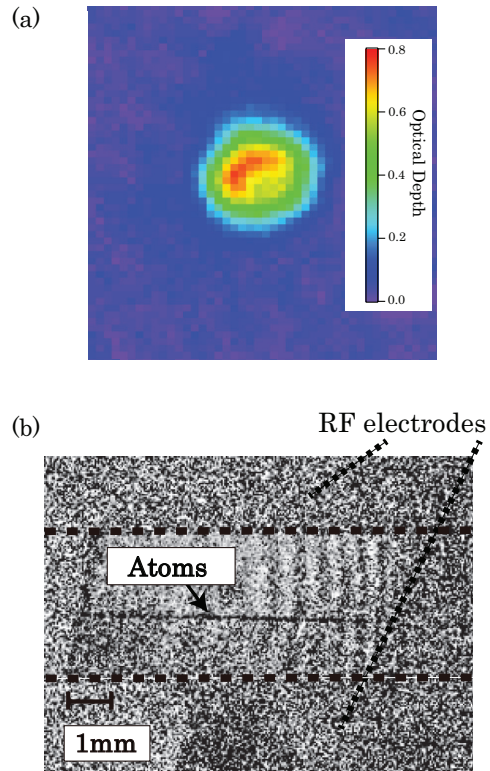 (a)
0.8
0.6
0.4
0.2
0.0
Optical Depth
(b)
RF electrodes
Atoms
1mm